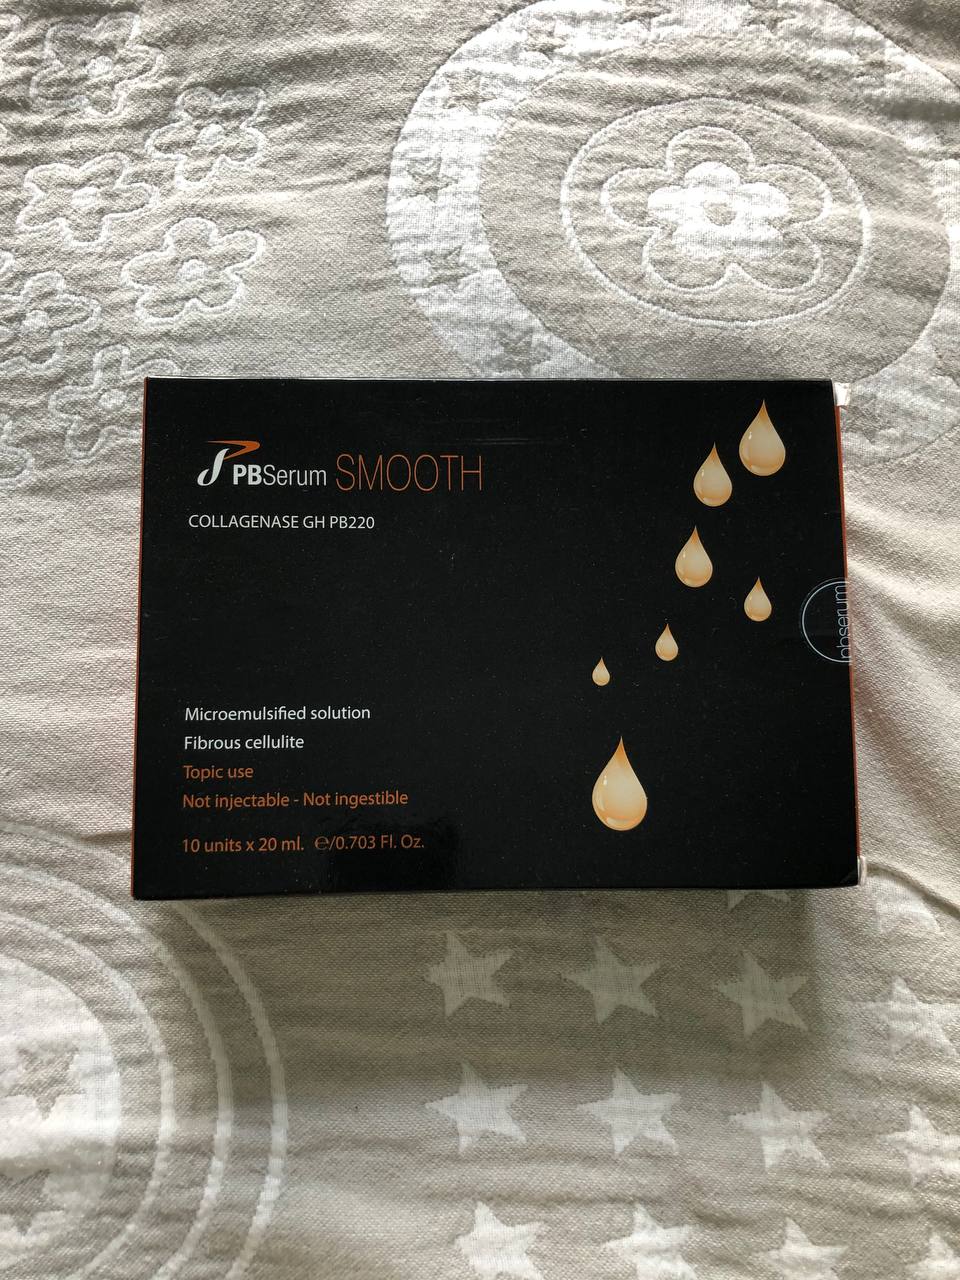 PBSerum SMOOTH
COLLAGENASE GH PB220
pbserum
Microemulsified solution
Fibrous cellulite
Topic use
Not injectable - Not ingestible
10 units x 20 ml. ℮/0.703 Fl. Oz.